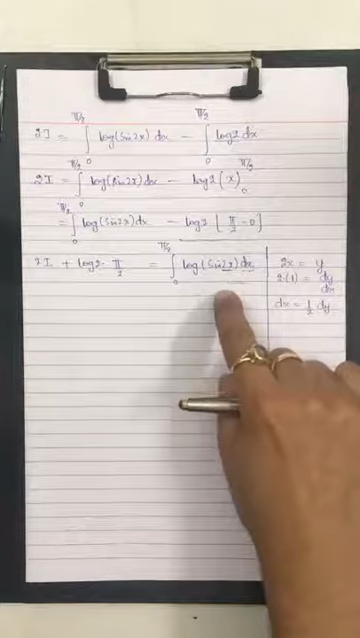 2I = ∫₀^{π/2} log(sin2x) dx − ∫₀^{π/2} log2 dx
2I = ∫₀^{π/2} log(sin2x) dx − log2 (x)₀^{π/2}
= ∫₀^{π/2} log(sin2x) dx − log2 [π/2 − 0]
2I + log2 · π/2 = ∫₀^{π/2} log(sin2x) dx
2x = y
2·(1) = dy/dx
dx = 1/2 dy